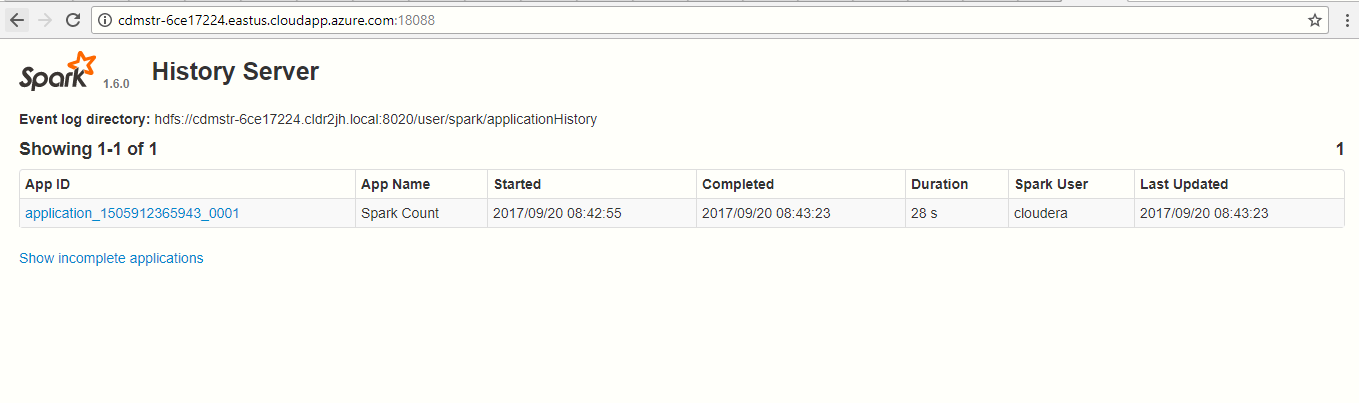 cdmstr-6ce17224.eastus.cloudapp.azure.com:18088
Spark 1.6.0 History Server
Event log directory: hdfs://cdmstr-6ce17224.cldr2jh.local:8020/user/spark/applicationHistory
Showing 1-1 of 1 1
App ID App Name Started Completed Duration Spark User Last Updated
application_1505912365943_0001 Spark Count 2017/09/20 08:42:55 2017/09/20 08:43:23 28 s cloudera 2017/09/20 08:43:23
Show incomplete applications